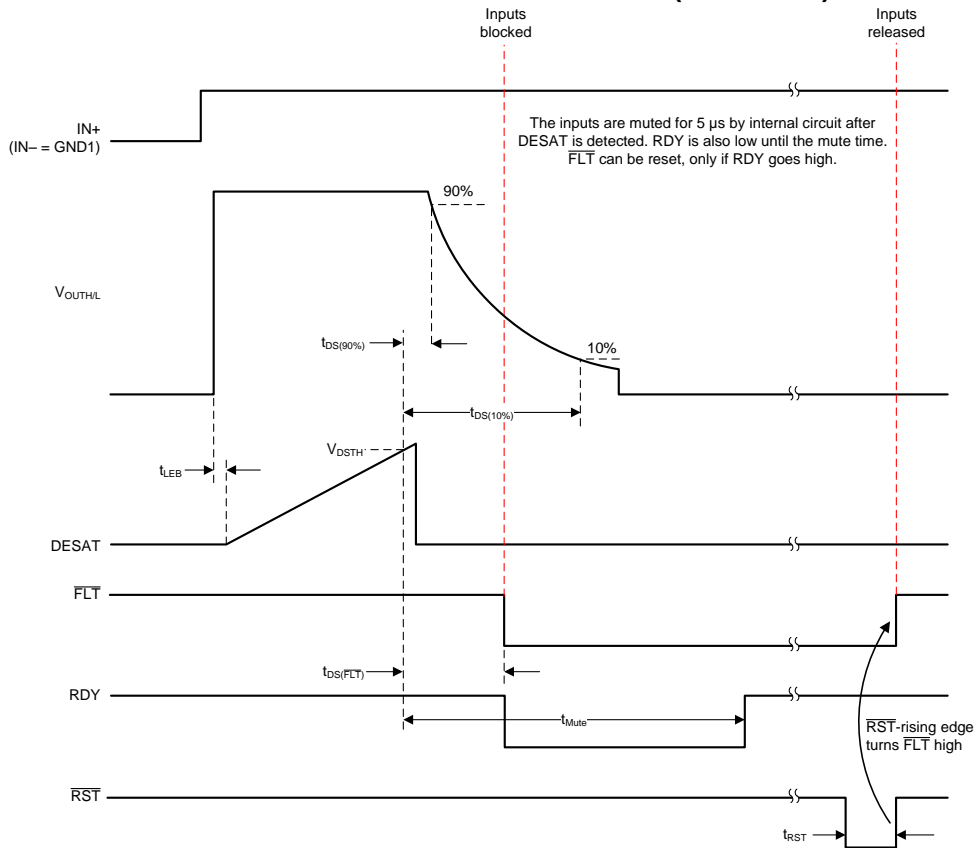 Inputs
blocked
Inputs
released
IN+
(IN– = GND1)
The inputs are muted for 5 µs by internal circuit after
DESAT is detected. RDY is also low until the mute time.
FLT can be reset, only if RDY goes high.
90%
VOUTH/L
tDS(90%)
10%
tDS(10%)
VDSTH
tLEB
DESAT
FLT
tDS(FLT)
RDY
tMute
RST-rising edge
turns FLT high
RST
tRST